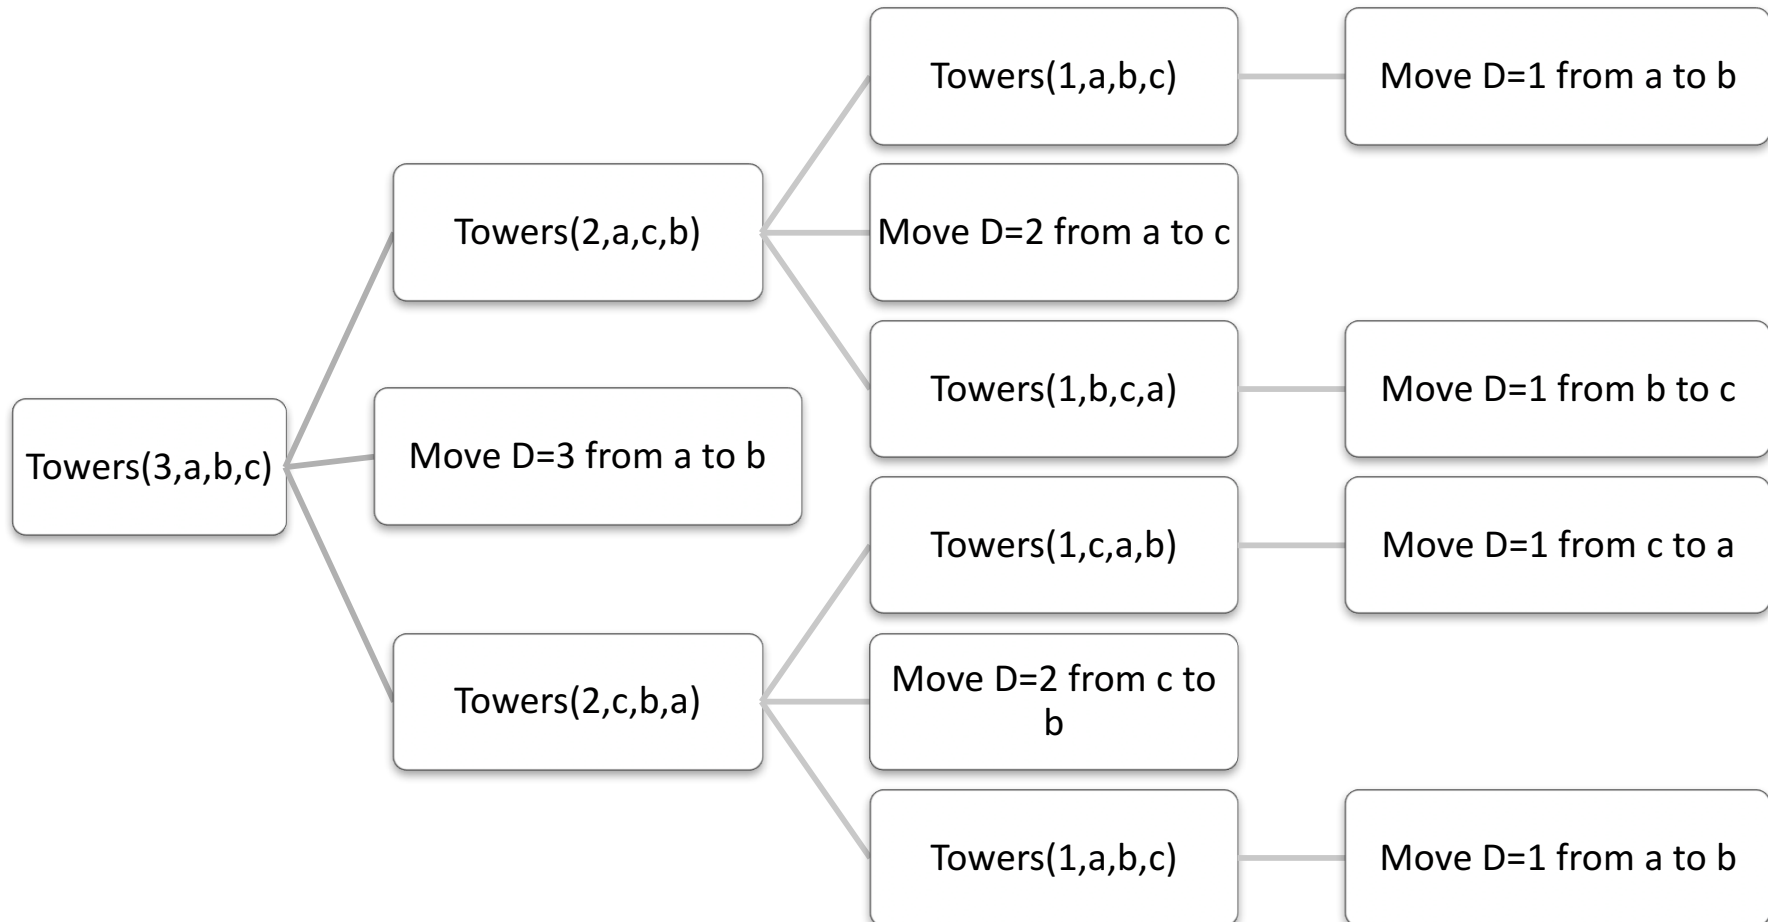 Towers(3,a,b,c)
Towers(2,a,c,b)
Towers(1,a,b,c)
Move D=1 from a to b
Move D=2 from a to c
Towers(1,b,c,a)
Move D=1 from b to c
Move D=3 from a to b
Towers(2,c,b,a)
Towers(1,c,a,b)
Move D=1 from c to a
Move D=2 from c to
b
Towers(1,a,b,c)
Move D=1 from a to b